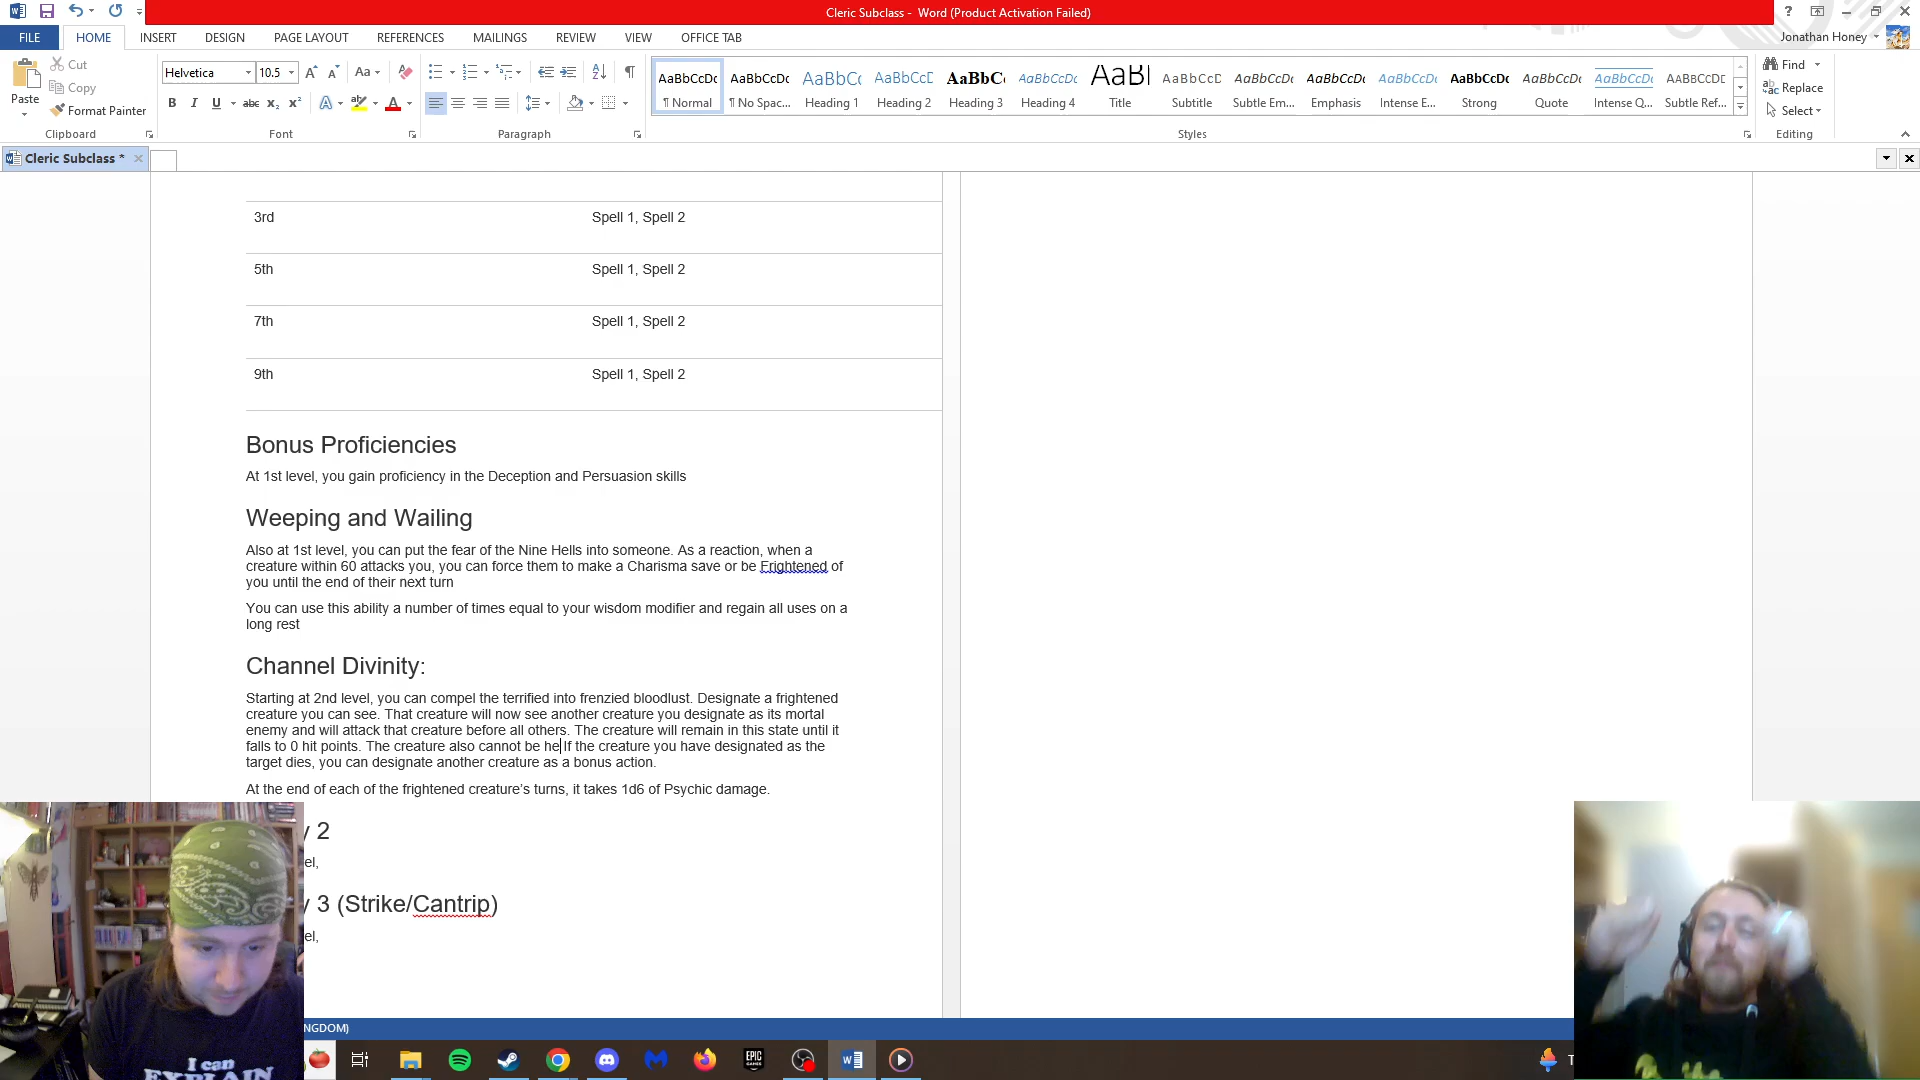 Cleric Subclass - Word (Product Activation Failed)
FILE HOME INSERT DESIGN PAGE LAYOUT REFERENCES MAILINGS REVIEW VIEW OFFICE TAB
Jonathan Honey
Paste
Cut
Copy
Format Painter
Clipboard
Helvetica 10.5
Font
Paragraph
AaBbCcDc AaBbCcDc AaBbCc AaBbCcD AaBbC AaBbCcDc AaBl AaBbCcD AaBbCcDc AaBbCcDc AaBbCcDc AaBbCcDc AaBbCcDc AaBbCcDc AABBCCDE
¶ Normal ¶ No Spac... Heading 1 Heading 2 Heading 3 Heading 4 Title Subtitle Subtle Em... Emphasis Intense E... Strong Quote Intense Q... Subtle Ref...
Styles
Find
Replace
Select
Editing
Cleric Subclass *
3rd Spell 1, Spell 2
5th Spell 1, Spell 2
7th Spell 1, Spell 2
9th Spell 1, Spell 2
Bonus Proficiencies
At 1st level, you gain proficiency in the Deception and Persuasion skills
Weeping and Wailing
Also at 1st level, you can put the fear of the Nine Hells into someone. As a reaction, when a
creature within 60 attacks you, you can force them to make a Charisma save or be Frightened of
you until the end of their next turn
You can use this ability a number of times equal to your wisdom modifier and regain all uses on a
long rest
Channel Divinity:
Starting at 2nd level, you can compel the terrified into frenzied bloodlust. Designate a frightened
creature you can see. That creature will now see another creature you designate as its mortal
enemy and will attack that creature before all others. The creature will remain in this state until it
falls to 0 hit points. The creature also cannot be he If the creature you have designated as the
target dies, you can designate another creature as a bonus action.
At the end of each of the frightened creature's turns, it takes 1d6 of Psychic damage.
y 2
el,
y 3 (Strike/Cantrip)
el,
NGDOM)
I can
EXPLAIN
EPIC
GAMES